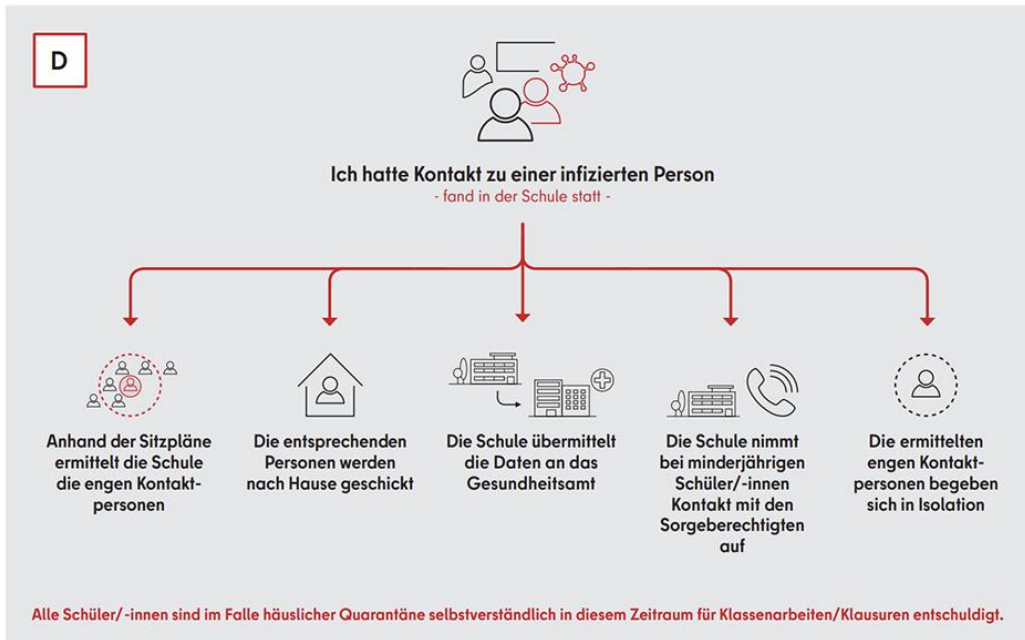 D
Ich hatte Kontakt zu einer infizierten Person
- fand in der Schule statt -
Anhand der Sitzpläne
ermittelt die Schule
die engen Kontakt-
personen
Die entsprechenden
Personen werden
nach Hause geschickt
Die Schule übermittelt
die Daten an das
Gesundheitsamt
Die Schule nimmt
bei minderjährigen
Schüler/-innen
Kontakt mit den
Sorgeberechtigten
auf
Die ermittelten
engen Kontakt-
personen begeben
sich in Isolation
Alle Schüler/-innen sind im Falle häuslicher Quarantäne selbstverständlich in diesem Zeitraum für Klassenarbeiten/Klausuren entschuldigt.